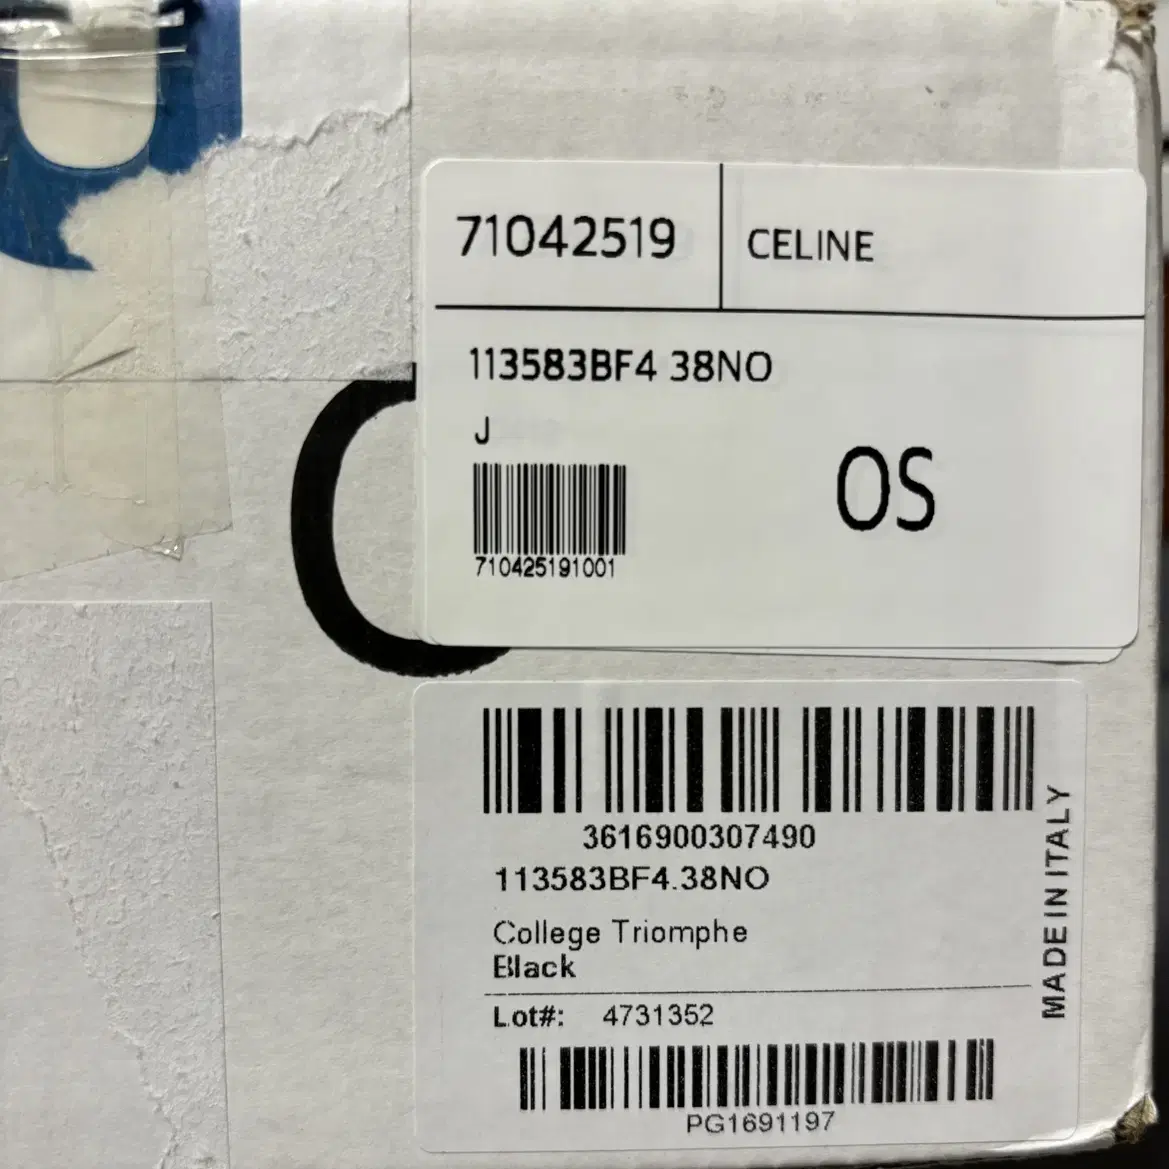 71042519
CELINE
113583BF4 38NO
J
OS
710425191001
3616900307490
113583BF4.38NO
College Triomphe
Black
Lot#: 4731352
PG1691197
MADE IN ITALY